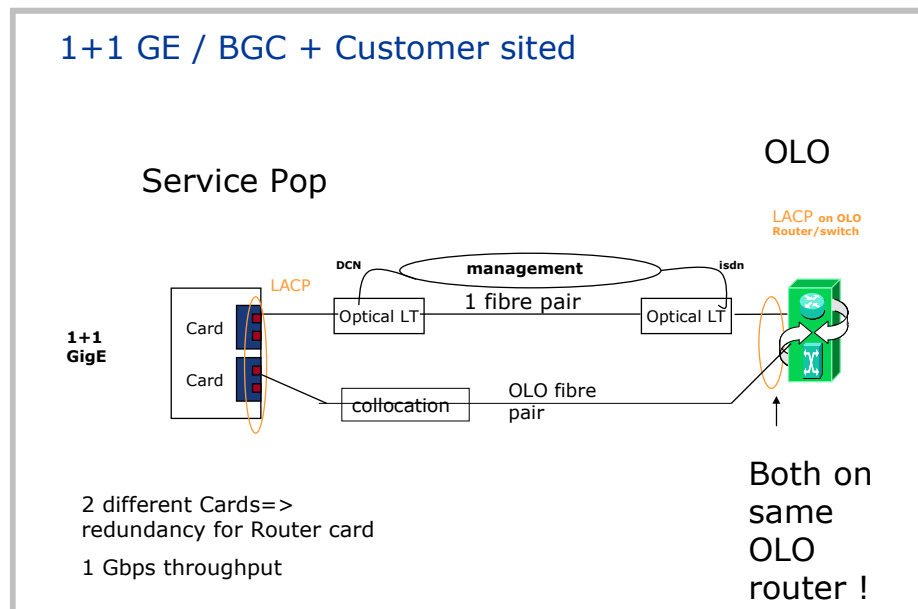 1+1 GE / BGC + Customer sited
OLO
Service Pop
LACP on OLO
Router/switch
DCN
management
isdn
LACP
1 fibre pair
Optical LT
Optical LT
Card
1+1
GigE
Card
collocation
OLO fibre
pair
Both on
same
OLO
router !
2 different Cards=>
redundancy for Router card
1 Gbps throughput